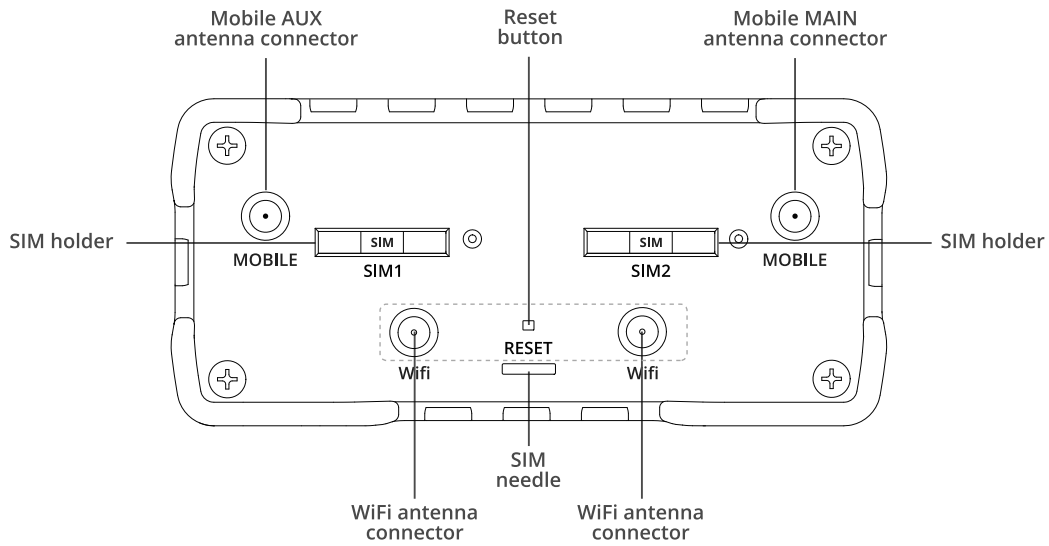 Mobile AUX
antenna connector
Reset
button
Mobile MAIN
antenna connector
SIM holder
SIM
SIM
SIM holder
MOBILE
SIM1
SIM2
MOBILE
RESET
Wifi
Wifi
SIM
needle
WiFi antenna
connector
WiFi antenna
connector